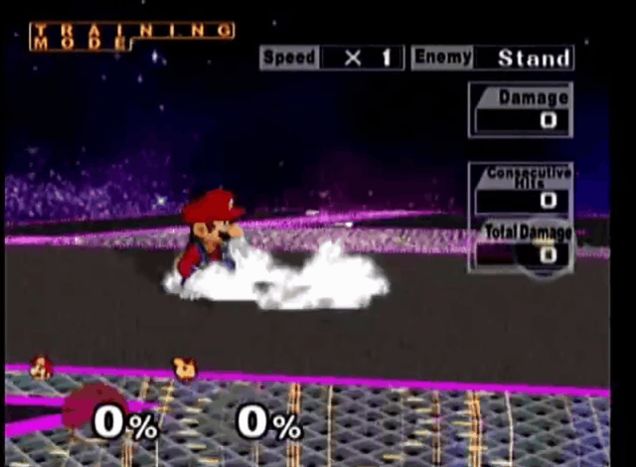 TRAINING
MODE
Speed × 1 Enemy Stand
Damage
0
Consecutive
Hits
0
Total Damage
0
0% 0%